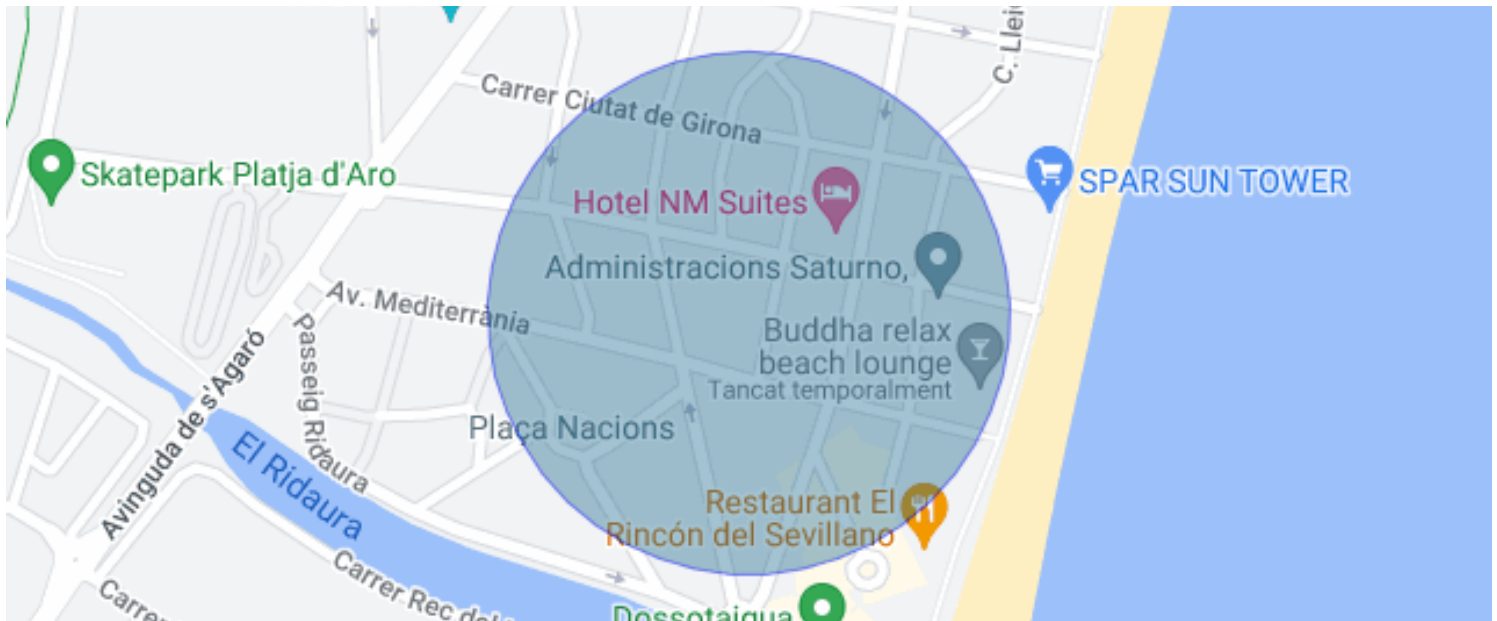 C. Lleid
Carrer Ciutat de Girona
Skatepark Platja d'Aro
SPAR SUN TOWER
Hotel NM Suites
Administracions Saturno,
Av. Mediterrània
Buddha relax
beach lounge
Tancat temporalment
Passeig Ridaura
Avinguda de s'Agaró
Plaça Nacions
El Ridaura
Restaurant El
Rincón del Sevillano
Carrer Rec del
Carrer
Dossotaigua